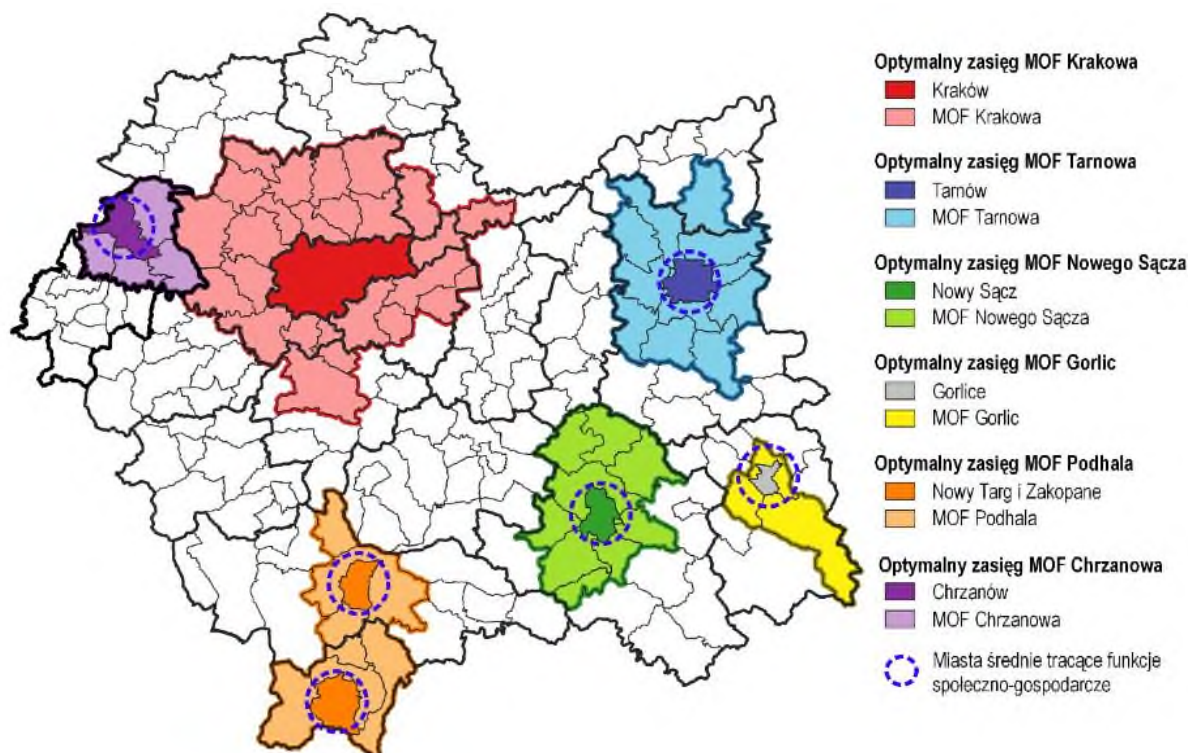 Optymalny zasięg MOF Krakowa
Kraków
MOF Krakowa
Optymalny zasięg MOF Tarnowa
Tarnów
MOF Tarnowa
Optymalny zasięg MOF Nowego Sącza
Nowy Sącz
MOF Nowego Sącza
Optymalny zasięg MOF Gorlic
Gorlice
MOF Gorlic
Optymalny zasięg MOF Podhala
Nowy Targ i Zakopane
MOF Podhala
Optymalny zasięg MOF Chrzanowa
Chrzanów
MOF Chrzanowa
Miasta średnie tracące funkcje
społeczno-gospodarcze